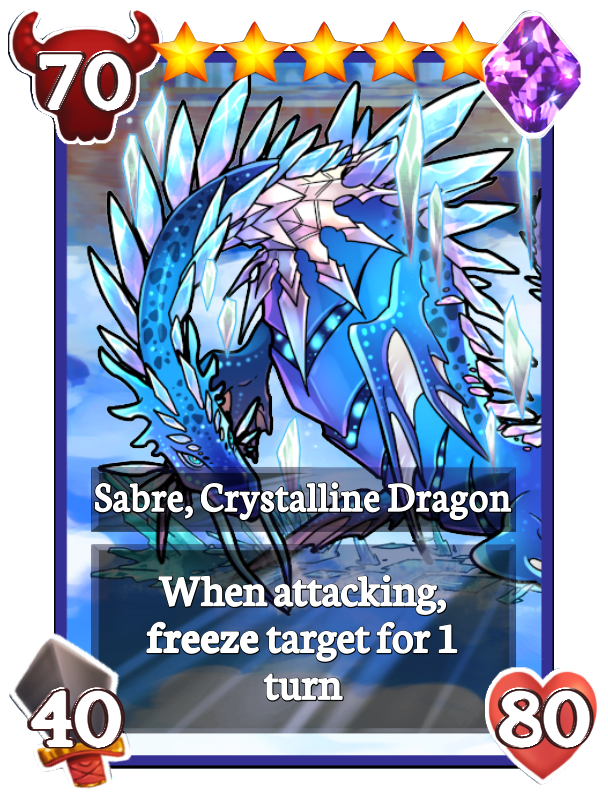 70
Sabre, Crystalline Dragon
When attacking,
freeze target for 1
turn
40
80